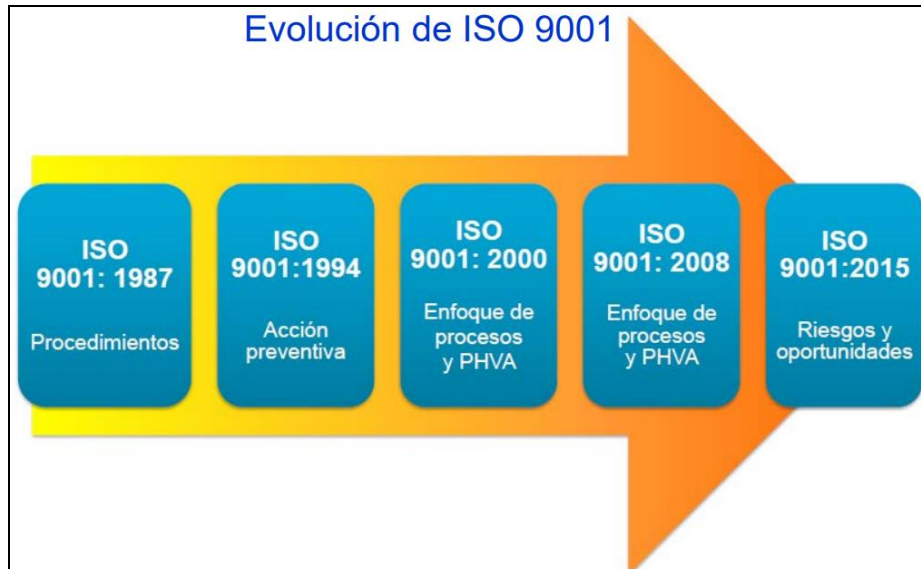 Evolución de ISO 9001
ISO
9001: 1987
Procedimientos
ISO
9001:1994
Acción
preventiva
ISO
9001: 2000
Enfoque de
procesos
y PHVA
ISO
9001: 2008
Enfoque de
procesos
y PHVA
ISO
9001:2015
Riesgos y
oportunidades